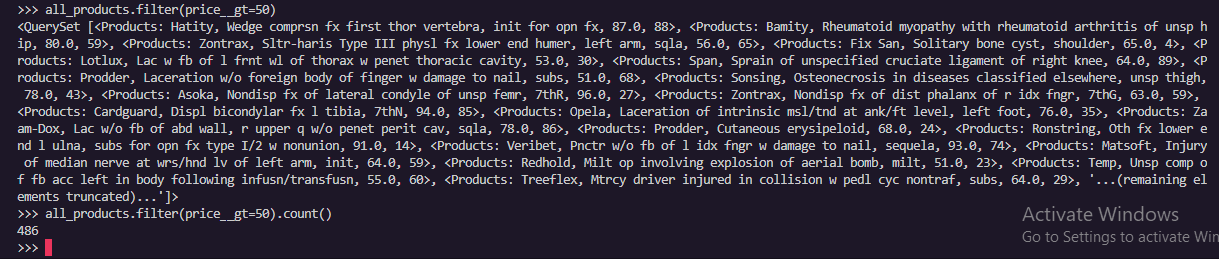 >>> all_products.filter(price__gt=50)
<QuerySet [<Products: Hatity, Wedge comprsn fx first thor vertebra, init for opn fx, 87.0, 88>, <Products: Bamity, Rheumatoid myopathy with rheumatoid arthritis of unsp h
ip, 80.0, 59>, <Products: Zontrax, Sltr-haris Type III physl fx lower end humer, left arm, sqla, 56.0, 65>, <Products: Fix San, Solitary bone cyst, shoulder, 65.0, 4>, <P
roducts: Lotlux, Lac w fb of l frnt wl of thorax w penet thoracic cavity, 53.0, 30>, <Products: Span, Sprain of unspecified cruciate ligament of right knee, 64.0, 89>, <P
roducts: Prodder, Laceration w/o foreign body of finger w damage to nail, subs, 51.0, 68>, <Products: Sonsing, Osteonecrosis in diseases classified elsewhere, unsp thigh,
 78.0, 43>, <Products: Asoka, Nondisp fx of lateral condyle of unsp femr, 7thR, 96.0, 27>, <Products: Zontrax, Nondisp fx of dist phalanx of r idx fngr, 7thG, 63.0, 59>,
<Products: Cardguard, Displ bicondylar fx l tibia, 7thN, 94.0, 85>, <Products: Opela, Laceration of intrinsic msl/tnd at ank/ft level, left foot, 76.0, 35>, <Products: Za
am-Dox, Lac w/o fb of abd wall, r upper q w/o penet perit cav, sqla, 78.0, 86>, <Products: Prodder, Cutaneous erysipeloid, 68.0, 24>, <Products: Ronstring, Oth fx lower e
nd l ulna, subs for opn fx type I/2 w nonunion, 91.0, 14>, <Products: Veribet, Pnctr w/o fb of l idx fngr w damage to nail, sequela, 93.0, 74>, <Products: Matsoft, Injury
 of median nerve at wrs/hnd lv of left arm, init, 64.0, 59>, <Products: Redhold, Milt op involving explosion of aerial bomb, milt, 51.0, 23>, <Products: Temp, Unsp comp o
f fb acc left in body following infusn/transfusn, 55.0, 60>, <Products: Treeflex, Mtrcy driver injured in collision w pedl cyc nontraf, subs, 64.0, 29>, '...(remaining el
ements truncated)...']>
>>> all_products.filter(price__gt=50).count()
486
>>>
Activate Windows
Go to Settings to activate Win